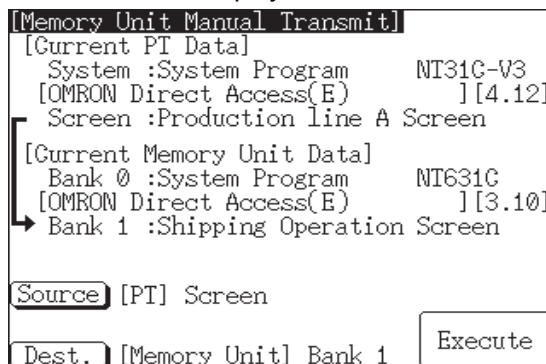 [Memory Unit Manual Transmit]
[Current PT Data]
System :System Program NT31C-V3
[OMRON Direct Access(E) ][4.12]
Screen :Production line A Screen
[Current Memory Unit Data]
Bank 0 :System Program NT631C
[OMRON Direct Access(E) ][3.10]
Bank 1 :Shipping Operation Screen
Source [PT] Screen
Execute
Dest. [Memory Unit] Bank 1